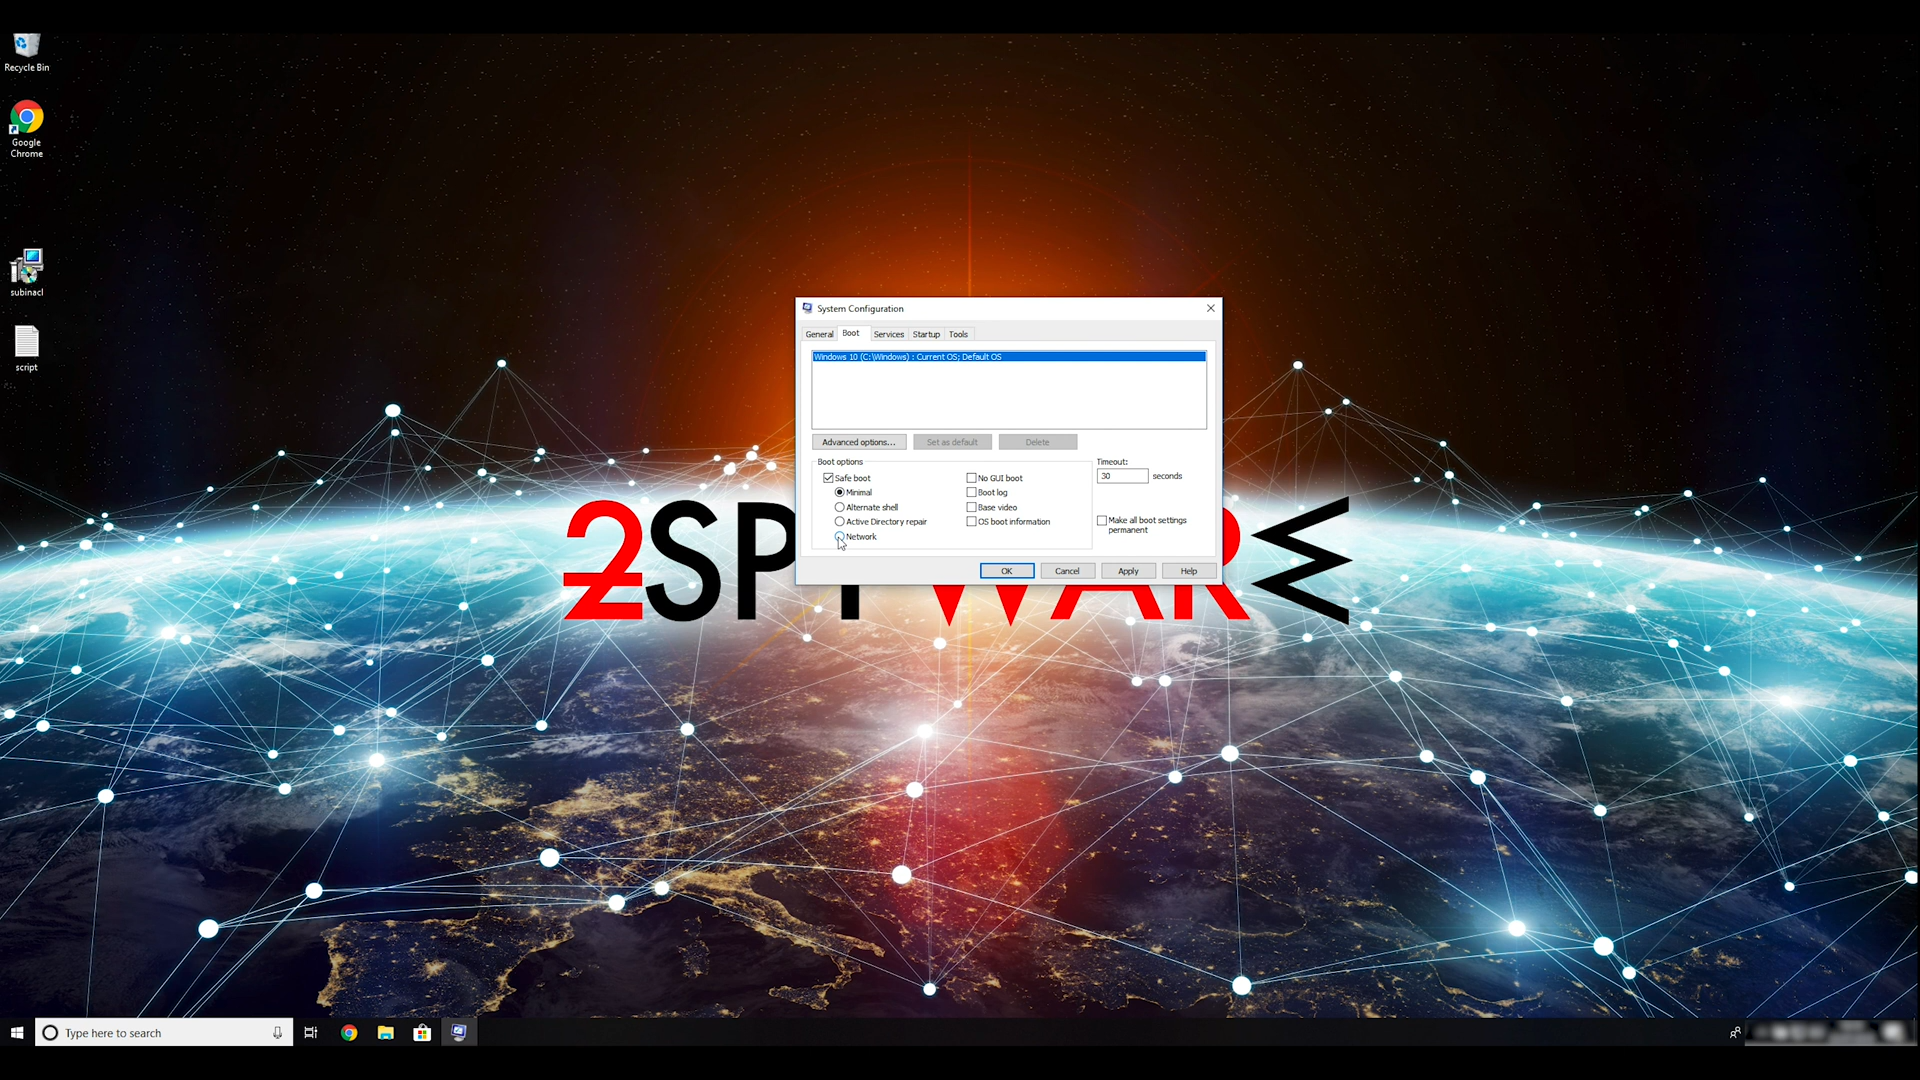 Recycle Bin
Google
Chrome
subinacl
script
System Configuration
General Boot Services Startup Tools
Windows 10 (C:\Windows) : Current OS; Default OS
Advanced options... Set as default Delete
Boot options
Safe boot
Minimal
Alternate shell
Active Directory repair
Network
No GUI boot
Boot log
Base video
OS boot information
Timeout:
30 seconds
Make all boot settings
permanent
OK Cancel Apply Help
2SPYWARE
Type here to search